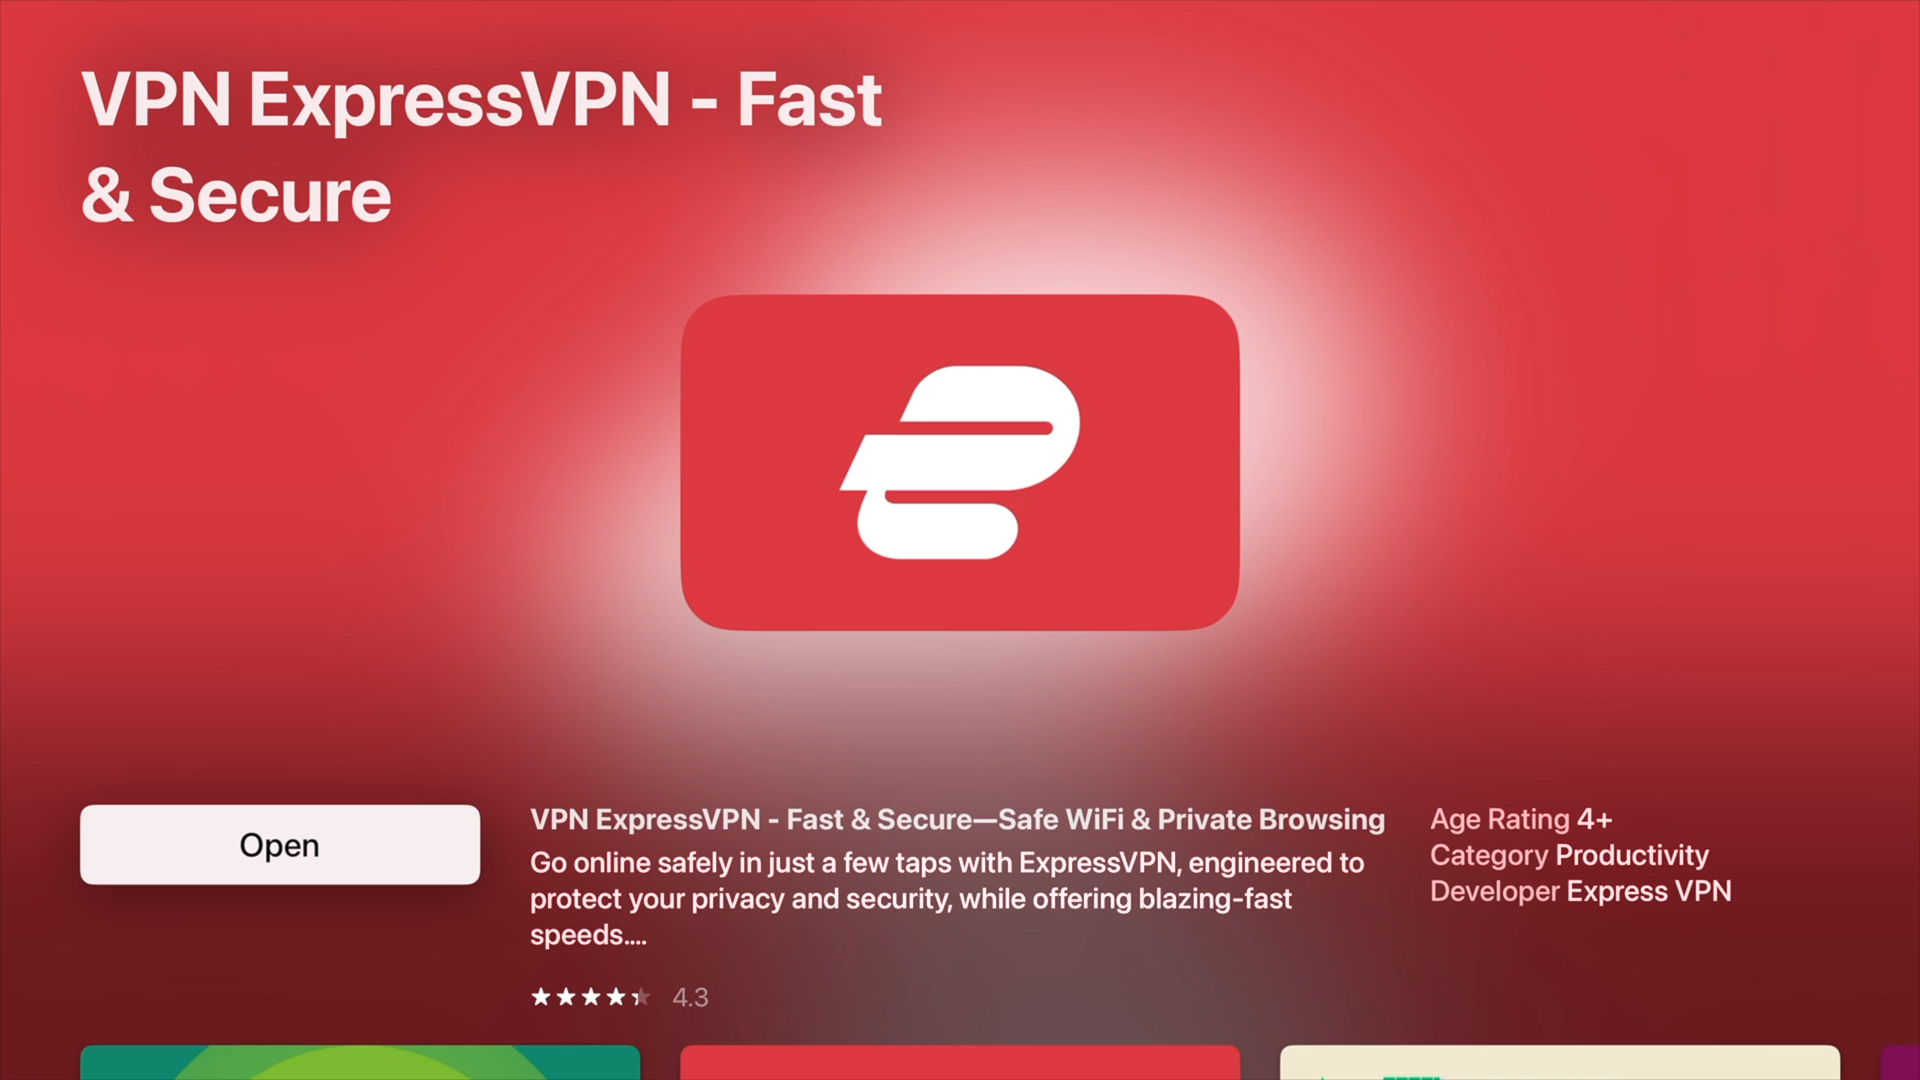 VPN ExpressVPN - Fast
& Secure
Open
VPN ExpressVPN - Fast & Secure—Safe WiFi & Private Browsing
Go online safely in just a few taps with ExpressVPN, engineered to
protect your privacy and security, while offering blazing-fast
speeds....
4.3
Age Rating 4+
Category Productivity
Developer Express VPN